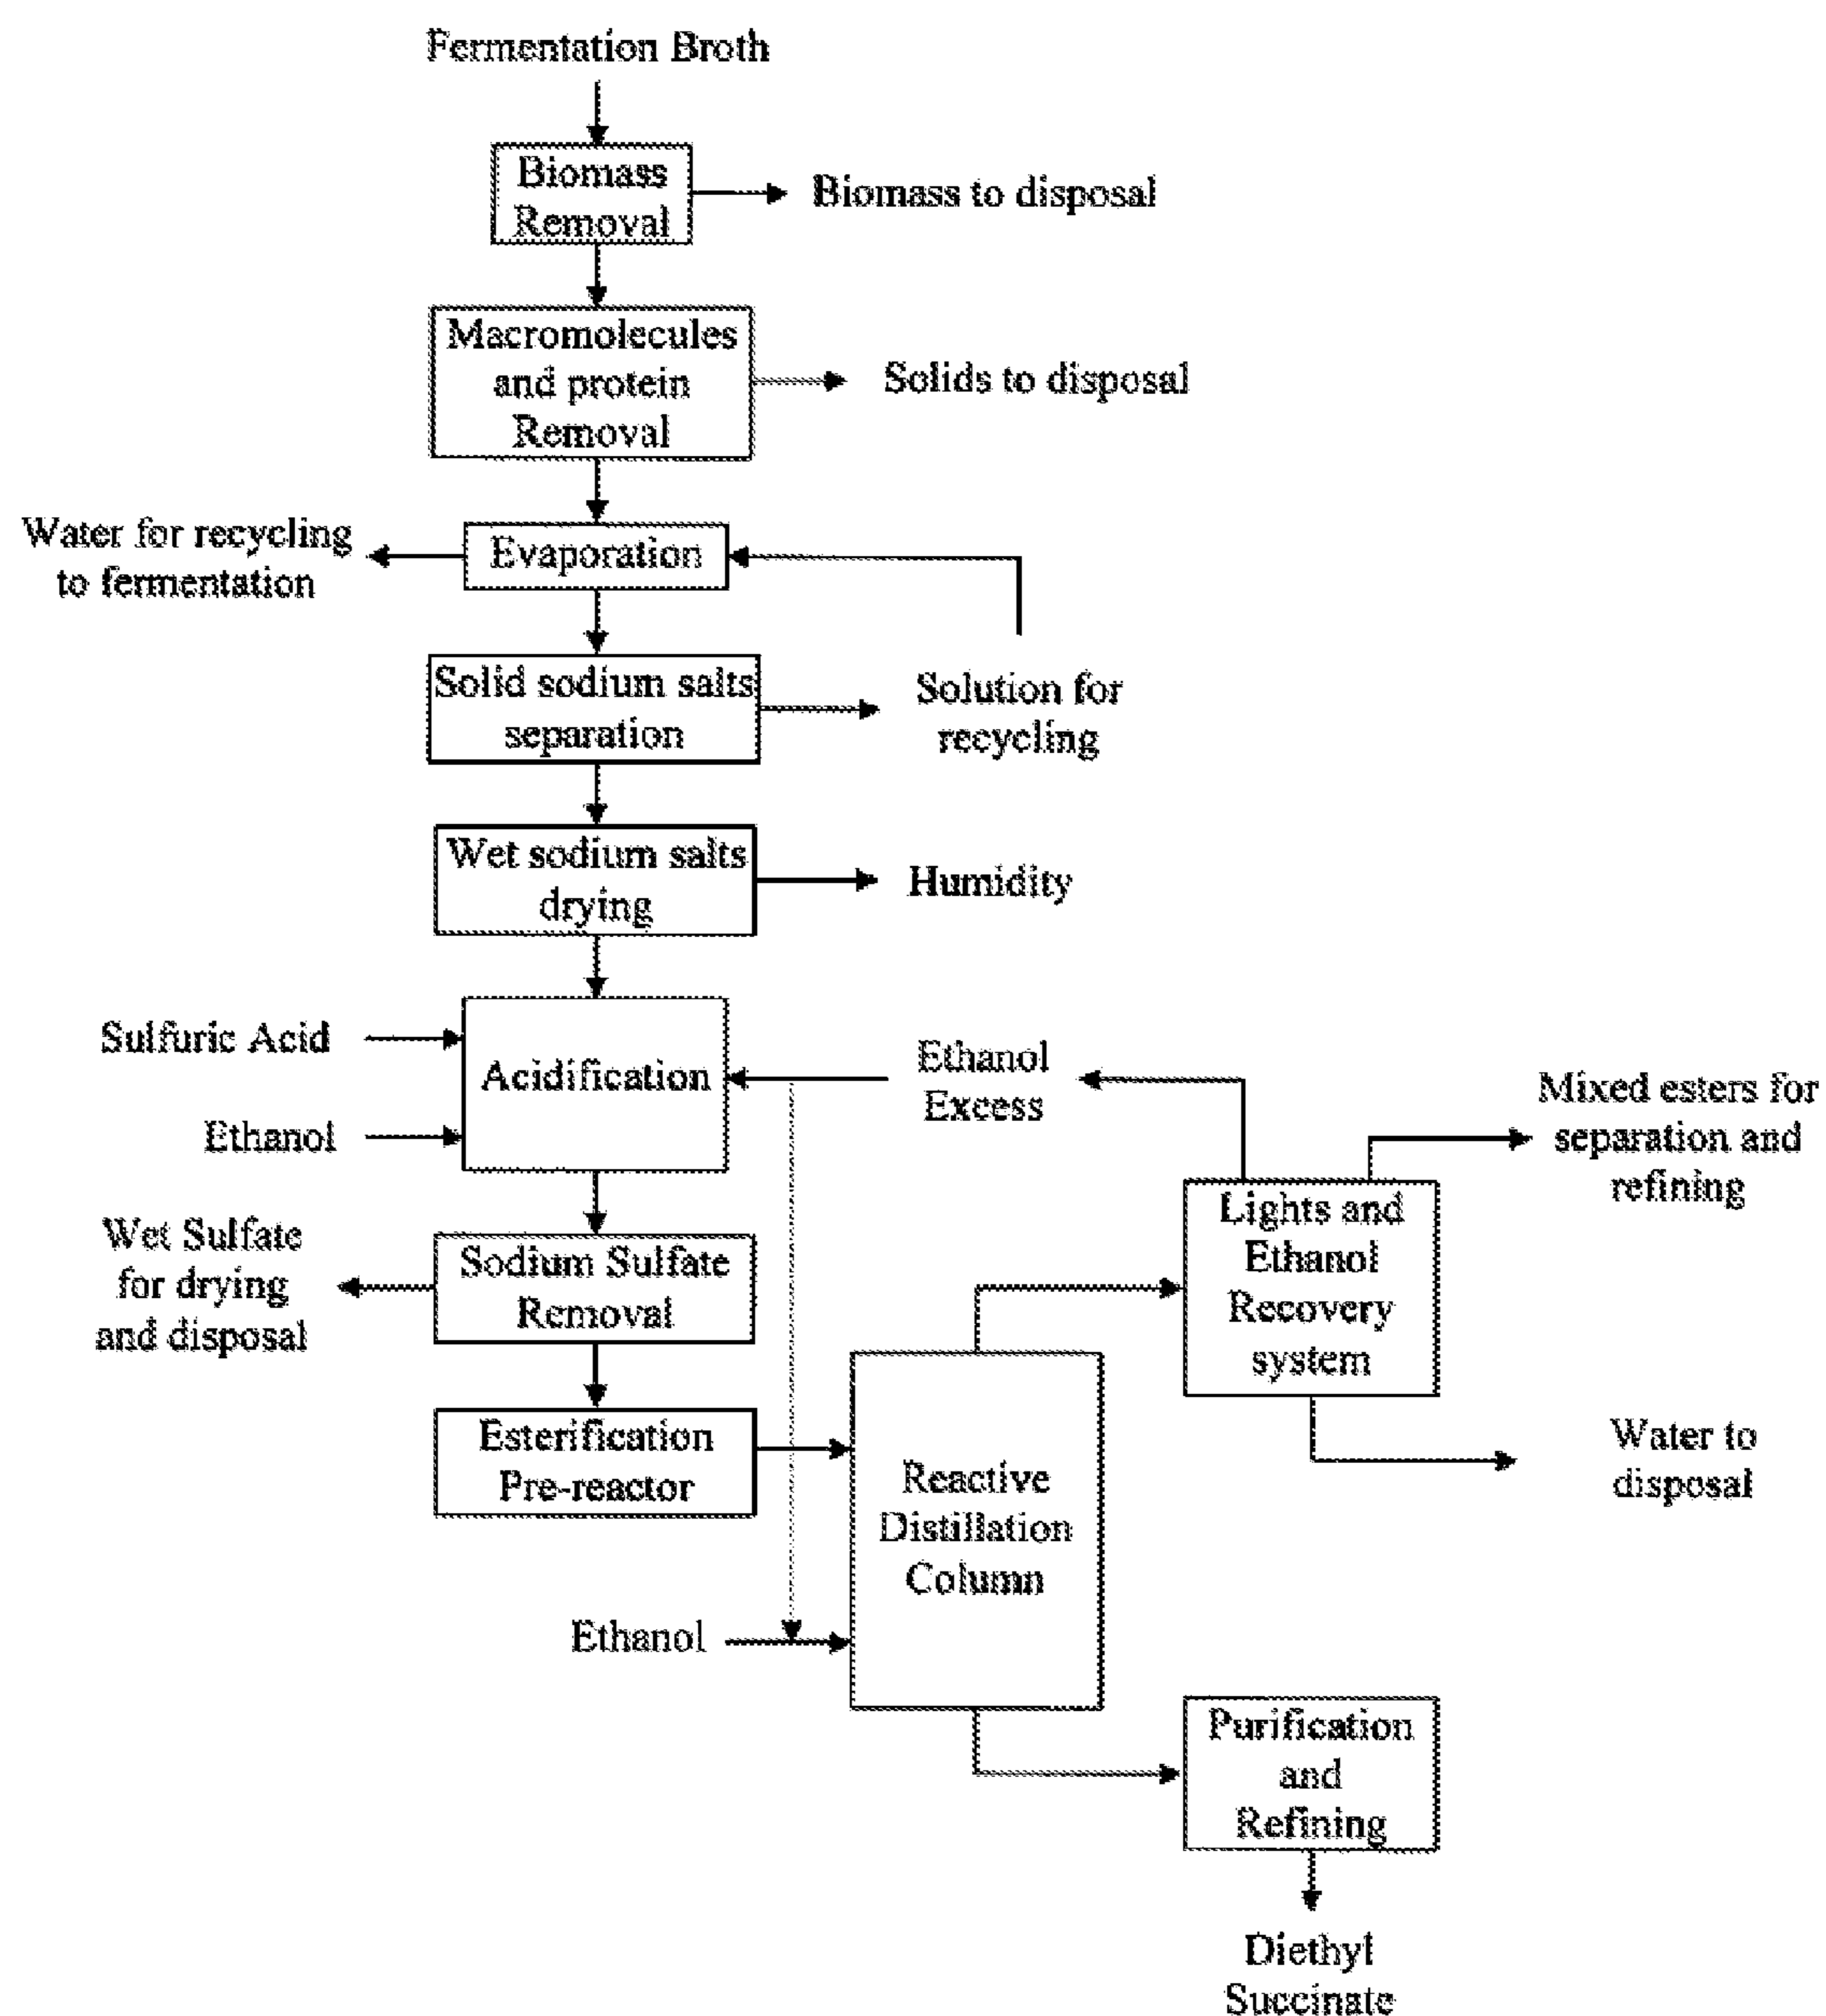 Fermentation Broth
Biomass
Removal
Biomass to disposal
Macromolecules
and protein
Removal
Solids to disposal
Water for recycling
to fermentation
Evaporation
Solid sodium salts
separation
Solution for
recycling
Wet sodium salts
drying
Humidity
Sulfuric Acid
Ethanol
Acidification
Ethanol
Excess
Mixed esters for
separation and
refining
Lights and
Ethanol
Recovery
system
Wet Sulfate
for drying
and disposal
Sodium Sulfate
Removal
Esterification
Pre-reactor
Reactive
Distillation
Column
Water to
disposal
Ethanol
Purification
and
Refining
Diethyl
Succinate